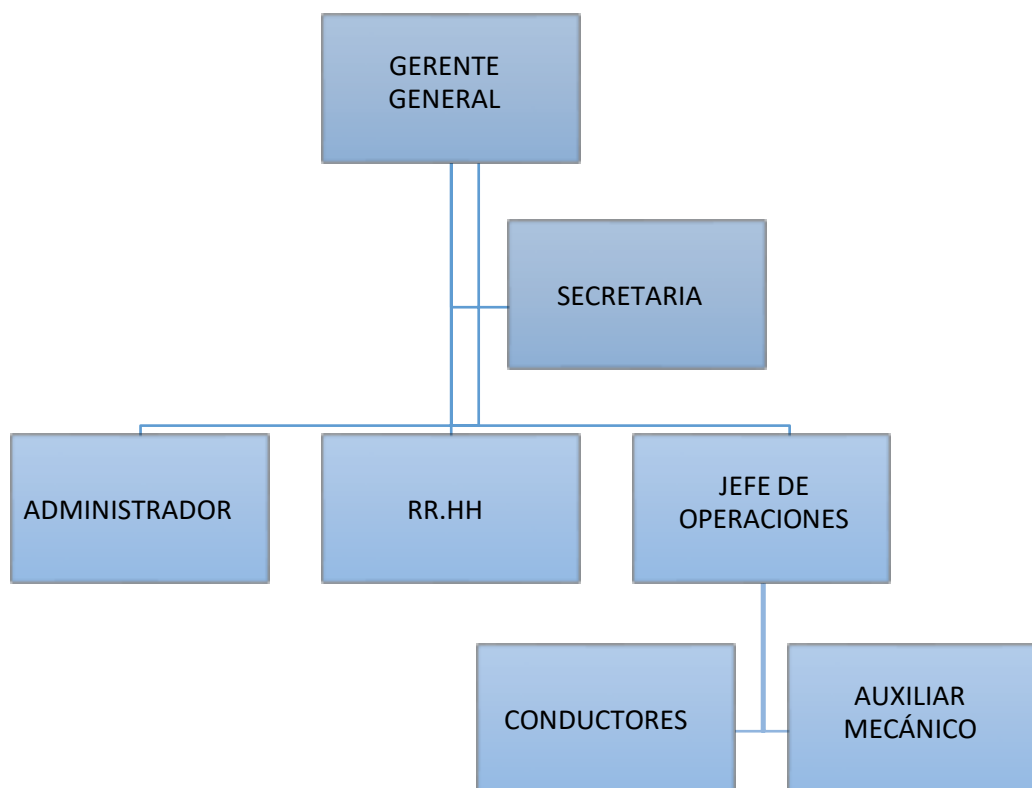 GERENTE
GENERAL
SECRETARIA
ADMINISTRADOR
RR.HH
JEFE DE
OPERACIONES
CONDUCTORES
AUXILIAR
MECÁNICO